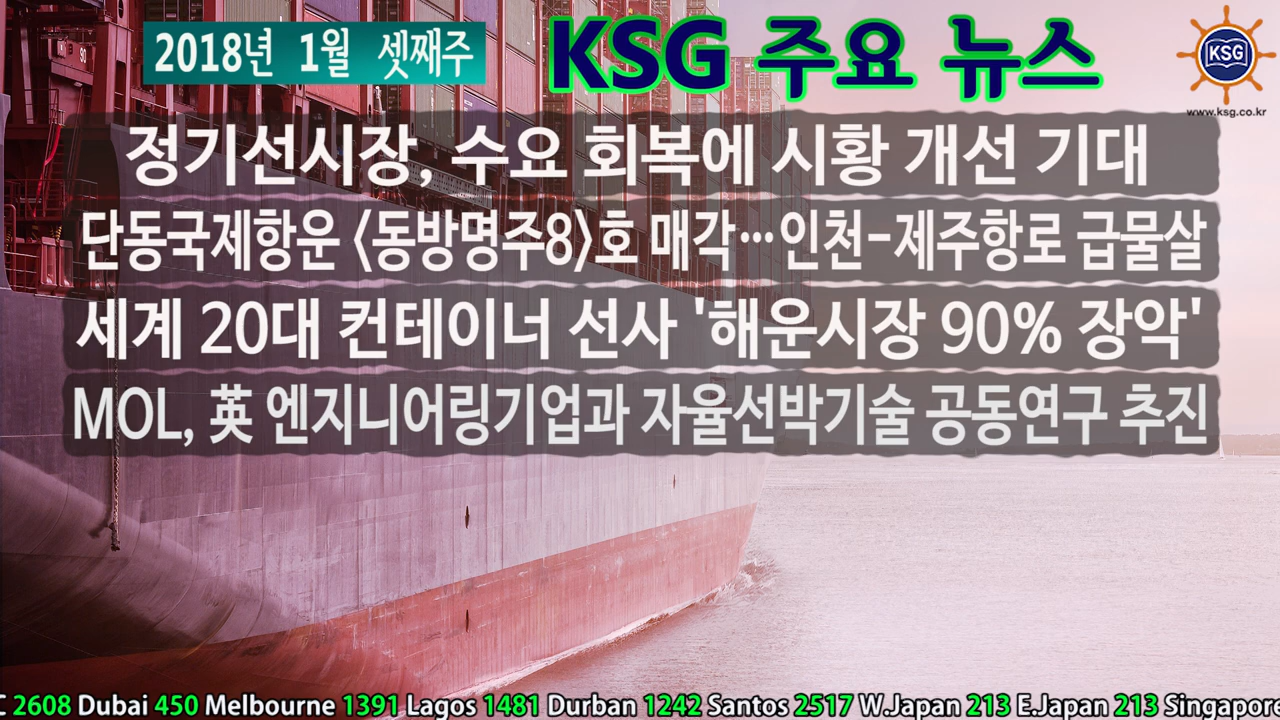 2018년 1월 셋째주
KSG 주요 뉴스
KSG
www.ksg.co.kr
정기선시장, 수요 회복에 시황 개선 기대
단동국제항운 〈동방명주8〉호 매각…인천-제주항로 급물살
세계 20대 컨테이너 선사 '해운시장 90% 장악'
MOL, 英 엔지니어링기업과 자율선박기술 공동연구 추진
C 2608 Dubai 450 Melbourne 1391 Lagos 1481 Durban 1242 Santos 2517 W.Japan 213 E.Japan 213 Singapore